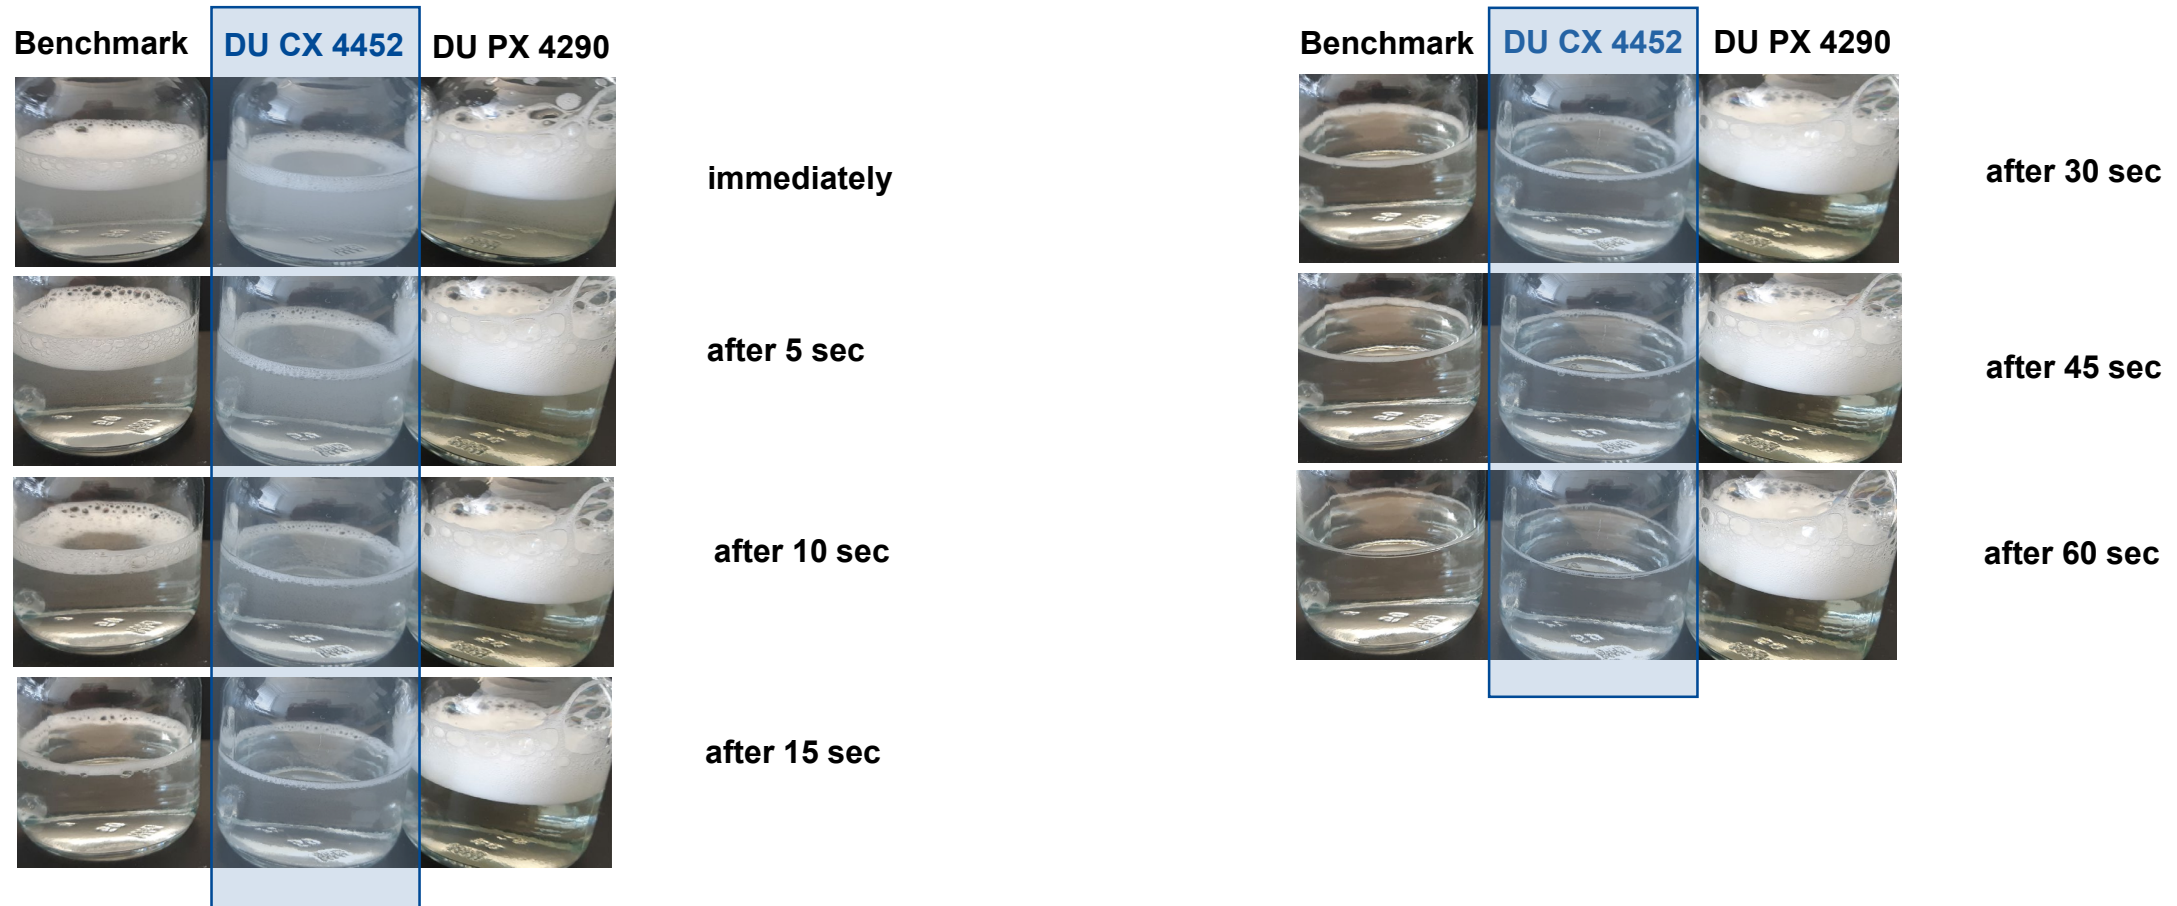 Benchmark DU CX 4452 DU PX 4290
immediately
after 5 sec
after 10 sec
after 15 sec
Benchmark DU CX 4452 DU PX 4290
after 30 sec
after 45 sec
after 60 sec